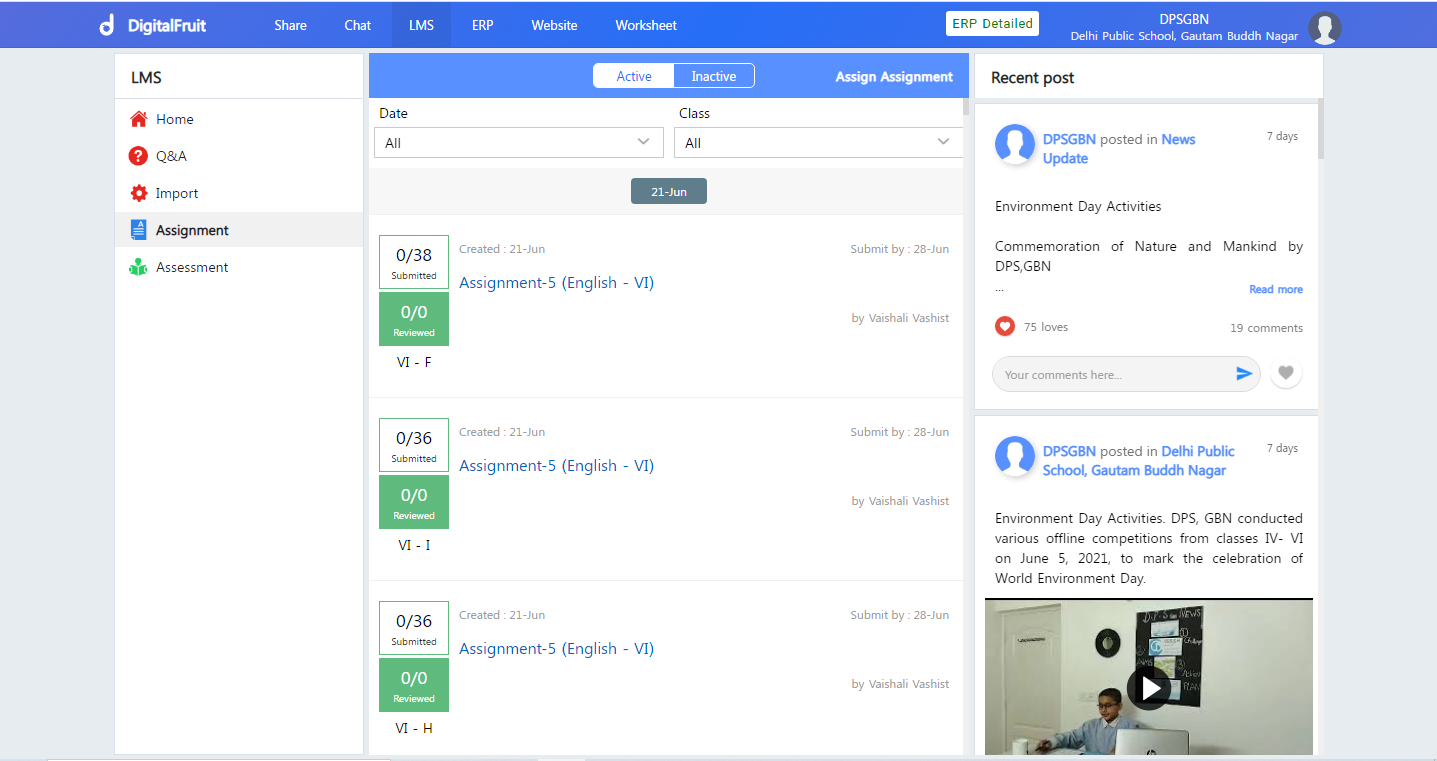 DigitalFruit
Share
Chat
LMS
ERP
Website
Worksheet
ERP Detailed
DPSGBN
Delhi Public School, Gautam Buddh Nagar
LMS
Home
Q&A
Import
Assignment
Assessment
Active
Inactive
Assign Assignment
Date
Class
All
All
21-Jun
0/38
Submitted
0/0
Reviewed
VI - F
Created : 21-Jun
Submit by : 28-Jun
Assignment-5 (English - VI)
by Vaishali Vashist
0/36
Submitted
0/0
Reviewed
VI - I
Created : 21-Jun
Submit by : 28-Jun
Assignment-5 (English - VI)
by Vaishali Vashist
0/36
Submitted
0/0
Reviewed
VI - H
Created : 21-Jun
Submit by : 28-Jun
Assignment-5 (English - VI)
by Vaishali Vashist
Recent post
DPSGBN posted in News
Update
7 days
Environment Day Activities
Commemoration of Nature and Mankind by
DPS,GBN
...
Read more
75 loves
19 comments
Your comments here...
DPSGBN posted in Delhi Public
School, Gautam Buddh Nagar
7 days
Environment Day Activities. DPS, GBN conducted
various offline competitions from classes IV- VI
on June 5, 2021, to mark the celebration of
World Environment Day.
NEWS
PLAN
hp